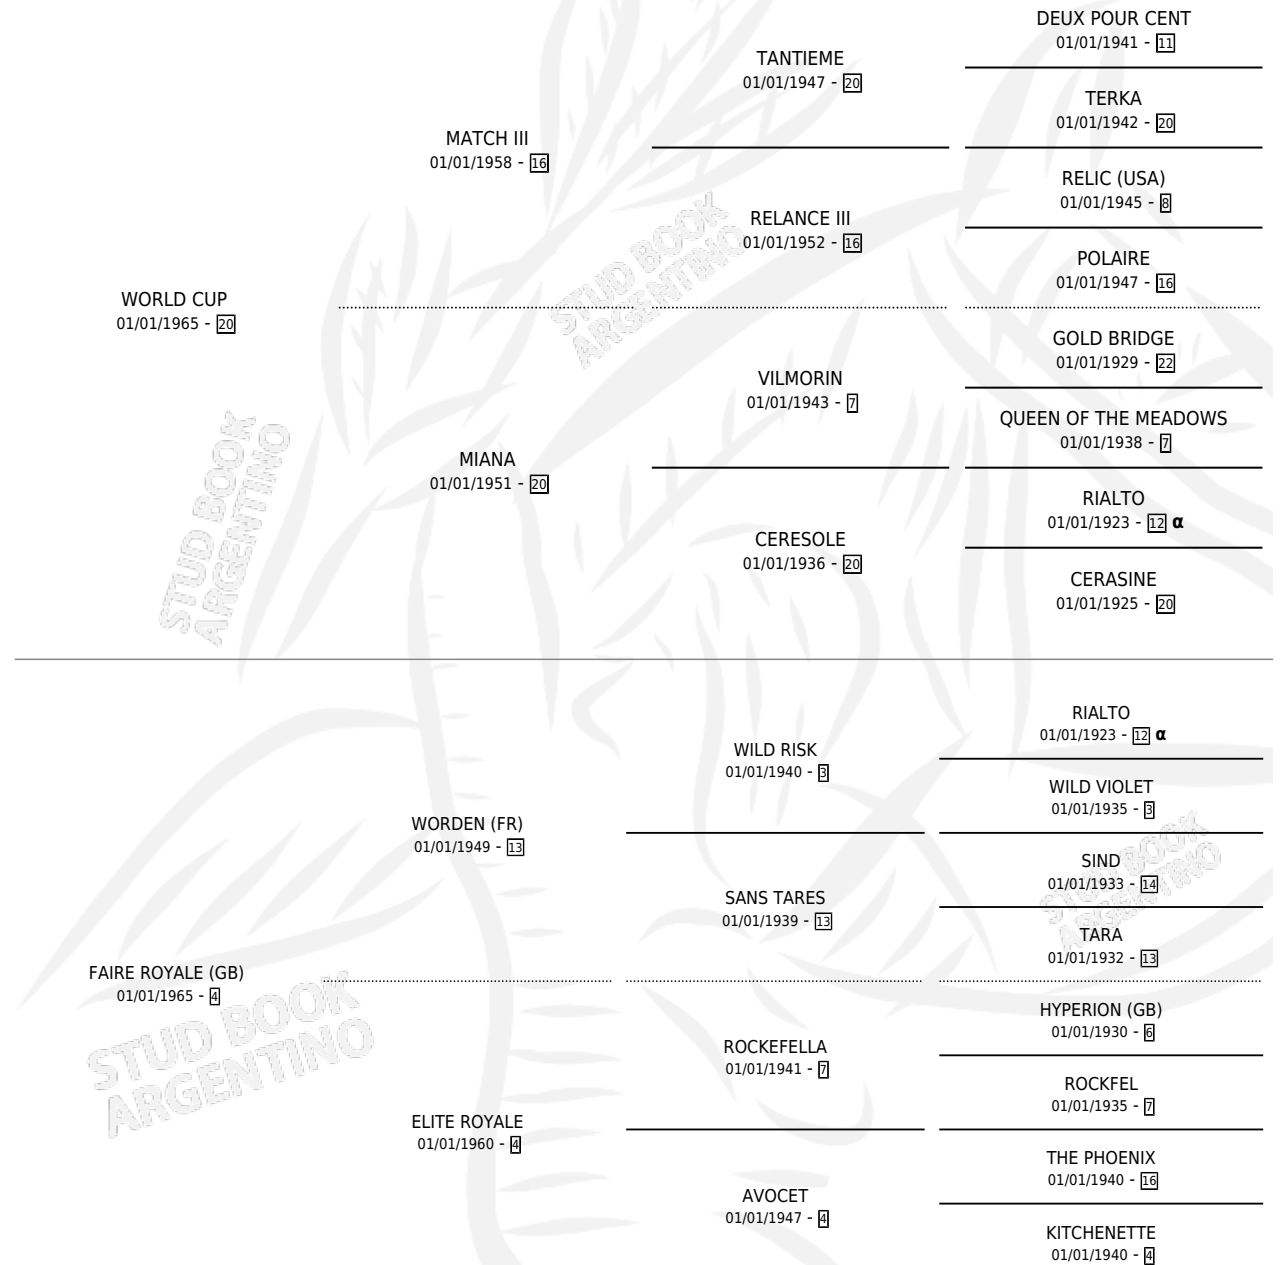 DEUX POUR CENT
01/01/1941 - 11
TANTIEME
01/01/1947 - 20
TERKA
01/01/1942 - 20
MATCH III
01/01/1958 - 16
RELIC (USA)
01/01/1945 - 8
RELANCE III
01/01/1952 - 16
POLAIRE
01/01/1947 - 16
WORLD CUP
01/01/1965 - 20
STUD BOOK
ARGENTINO
GOLD BRIDGE
01/01/1929 - 22
VILMORIN
01/01/1943 - 7
QUEEN OF THE MEADOWS
01/01/1938 - 7
MIANA
01/01/1951 - 20
RIALTO
01/01/1923 - 12 α
CERESOLE
01/01/1936 - 20
CERASINE
01/01/1925 - 20
STUD BOOK
ARGENTINO
RIALTO
01/01/1923 - 12 α
WILD RISK
01/01/1940 - 3
WILD VIOLET
01/01/1935 - 3
WORDEN (FR)
01/01/1949 - 13
SIND
01/01/1933 - 14
SANS TARES
01/01/1939 - 13
TARA
01/01/1932 - 13
STUD BOOK
ARGENTINO
FAIRE ROYALE (GB)
01/01/1965 - 4
HYPERION (GB)
01/01/1930 - 6
ROCKEFELLA
01/01/1941 - 7
ROCKFEL
01/01/1935 - 7
STUD BOOK
ARGENTINO
ELITE ROYALE
01/01/1960 - 4
THE PHOENIX
01/01/1940 - 16
AVOCET
01/01/1947 - 4
KITCHENETTE
01/01/1940 - 4